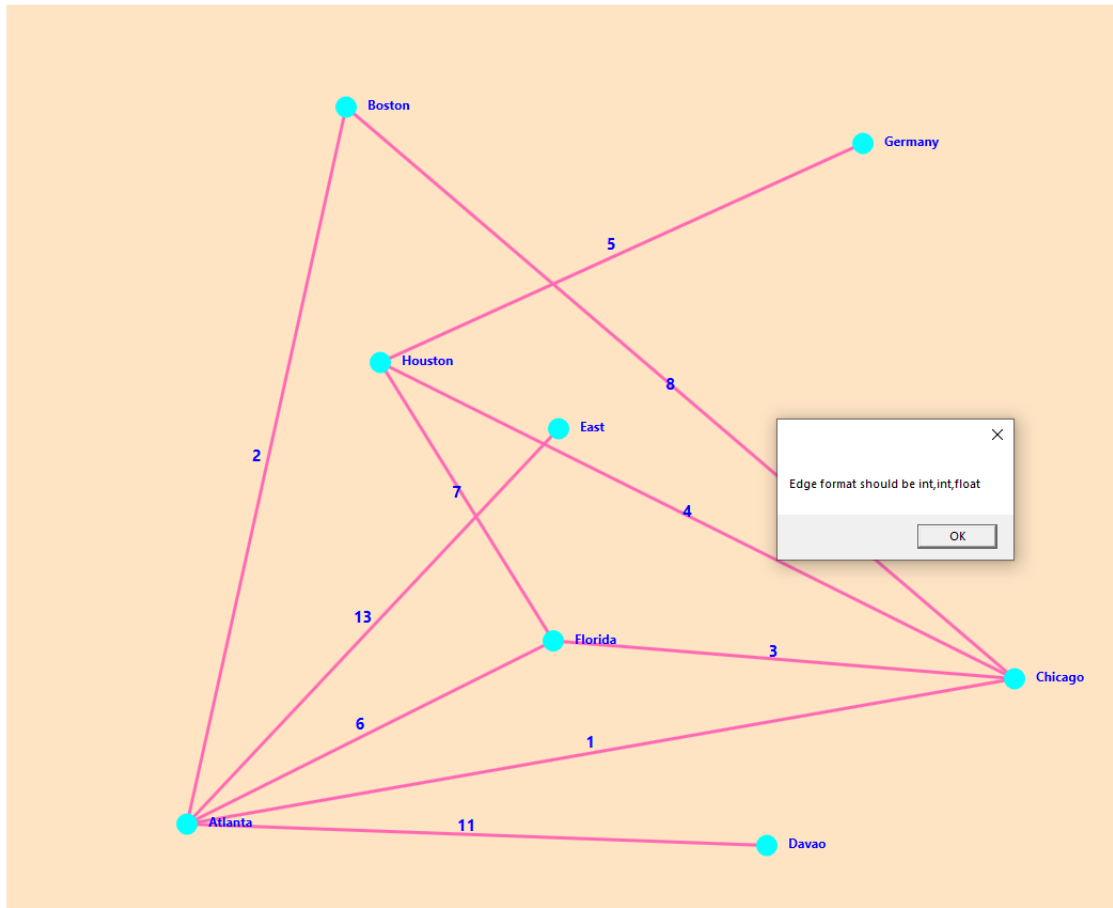 Boston
Germany
5
Houston
8
East
2
7
4
Edge format should be int,int,float
OK
13
Florida
3
Chicago
6
1
Atlanta
11
Davao